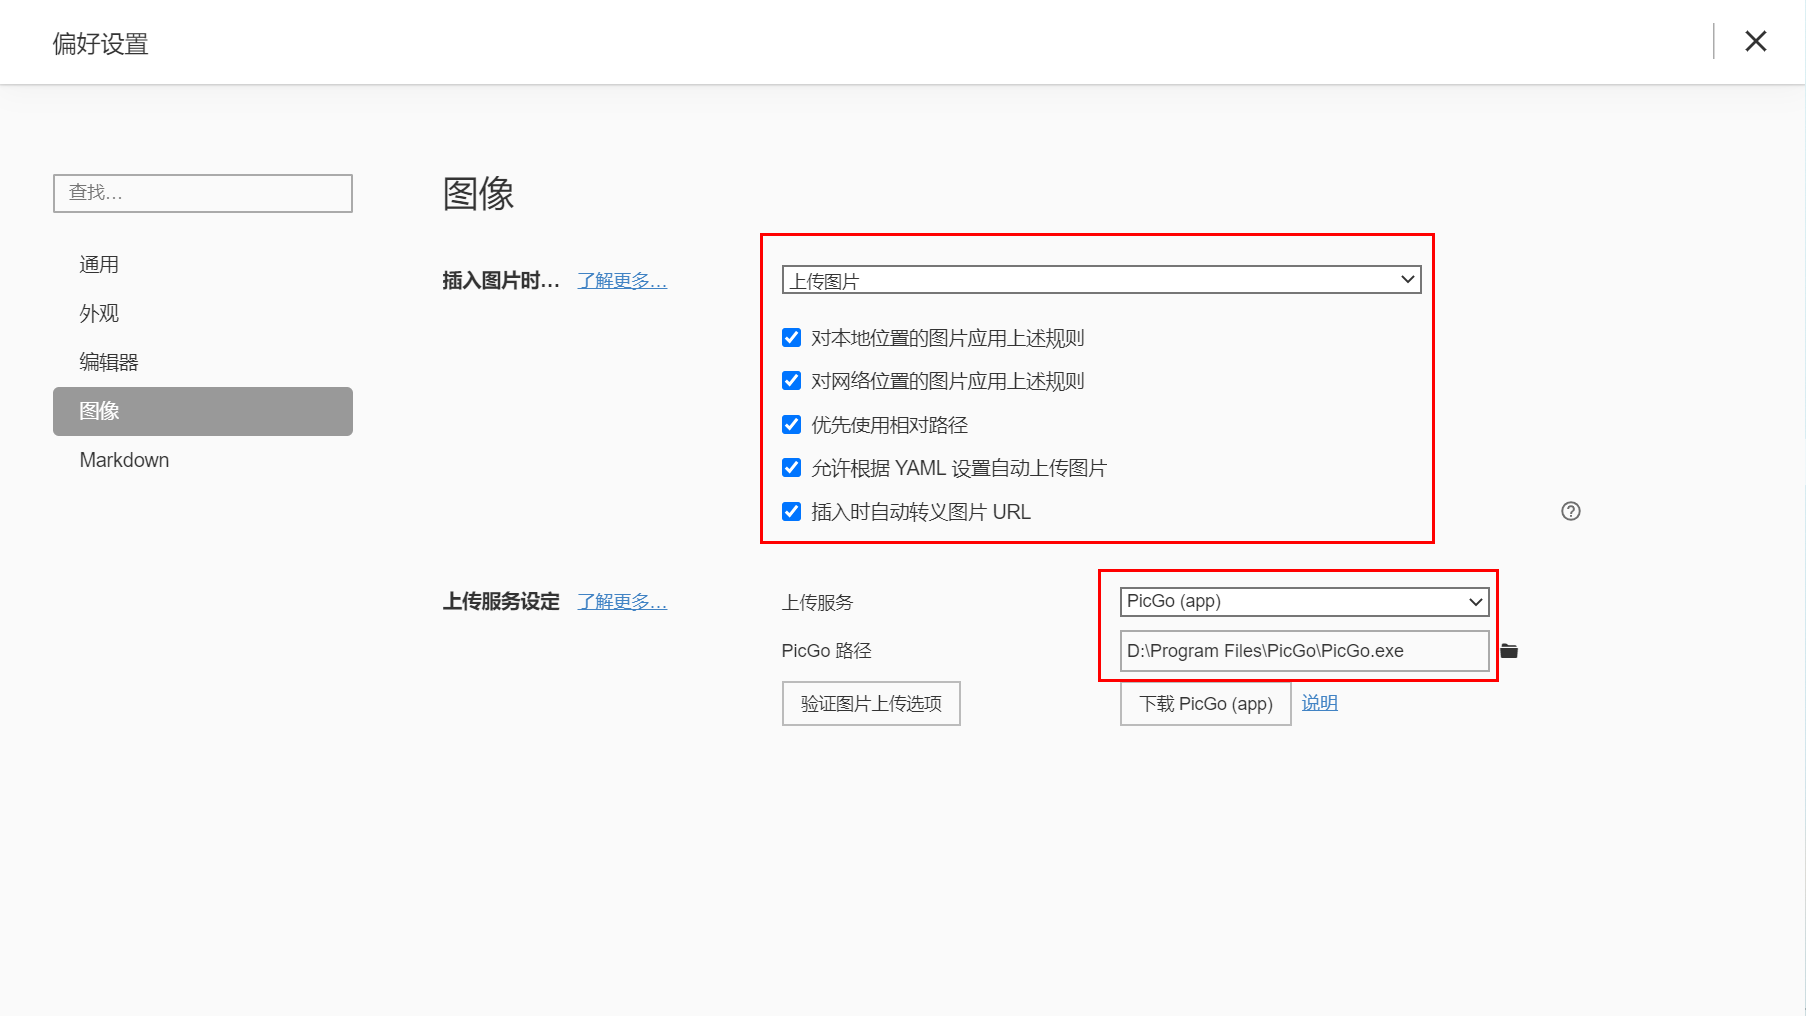 偏好设置
查找…
通用
外观
编辑器
图像
Markdown
图像
插入图片时… 了解更多…
上传图片
对本地位置的图片应用上述规则
对网络位置的图片应用上述规则
优先使用相对路径
允许根据 YAML 设置自动上传图片
插入时自动转义图片 URL
上传服务设定 了解更多…
上传服务 PicGo (app)
PicGo 路径 D:\Program Files\PicGo\PicGo.exe
验证图片上传选项 下载 PicGo (app) 说明